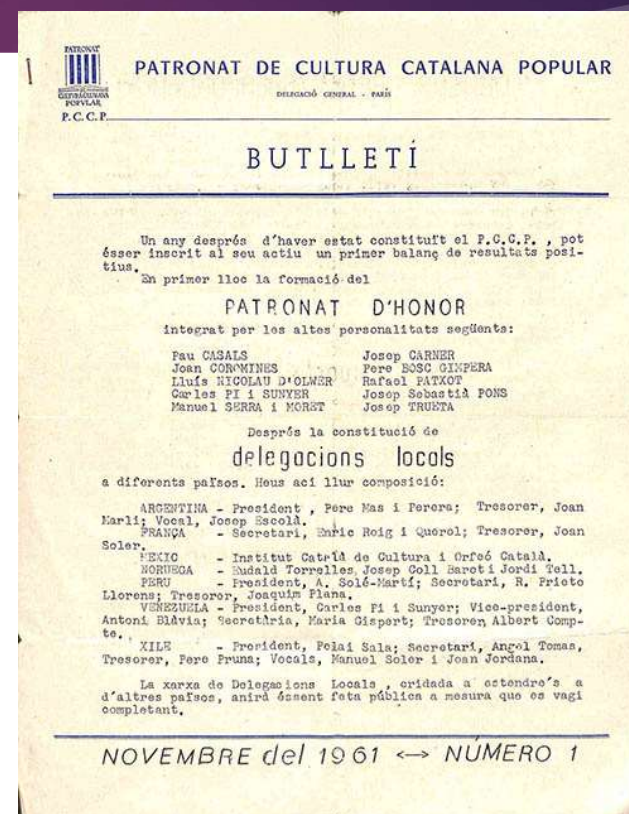 PATRONAT
CULTURA CATALANA
POPVLAR
P. C. C. P.
PATRONAT DE CULTURA CATALANA POPULAR
DELEGACIÓ GENERAL - PARÍS
BUTLLETÍ
Un any després d'haver estat constituït el P.C.C.P. , pot
ésser inscrit al seu actiu un primer balanç de resultats posi-
tius.
En primer lloc la formació del
PATRONAT D'HONOR
integrat per les altes personalitats següents:
Pau CASALS
Joan COROMINES
Lluís NICOLAU D'OLWER
Carles PI i SUNYER
Manuel SERRA i MORET
Josep CARNER
Pere BOSC GIMPERA
Rafael PATXOT
Josep Sebastià PONS
Josep TRUETA
Després la constitució de
delegacions locals
a diferents països. Heus aci llur composició:
ARGENTINA - President , Pere Mas i Perera; Tresorer, Joan
Marlí; Vocal, Josep Escolà.
FRANÇA - Secretari, Enric Roig i Querol; Tresorer, Joan
Soler.
MEXIC - Institut Català de Cultura i Orfeó Català.
NORUEGA - Eudald Torrelles, Josep Coll Barot i Jordi Tell.
PERU - President, A. Solé-Martí; Secretari, R. Prieto
Llorens; Tresorer, Joaquim Plana.
VENEZUELA - President, Carles Pi i Sunyer; Vice-president,
Antoni Blàvia; Secretària, Maria Gispert; Tresorer, Albert Comp-
te.
XILE - President, Pelai Sala; Secretari, Angel Tomas,
Tresorer, Pere Pruna; Vocals, Manuel Soler i Joan Jordana.
La xarxa de Delegacions Locals , cridada a estendre's a
d'altres països, anirà éssent feta pública a mesura que es vagi
completant.
NOVEMBRE del 1961 <-> NÚMERO 1